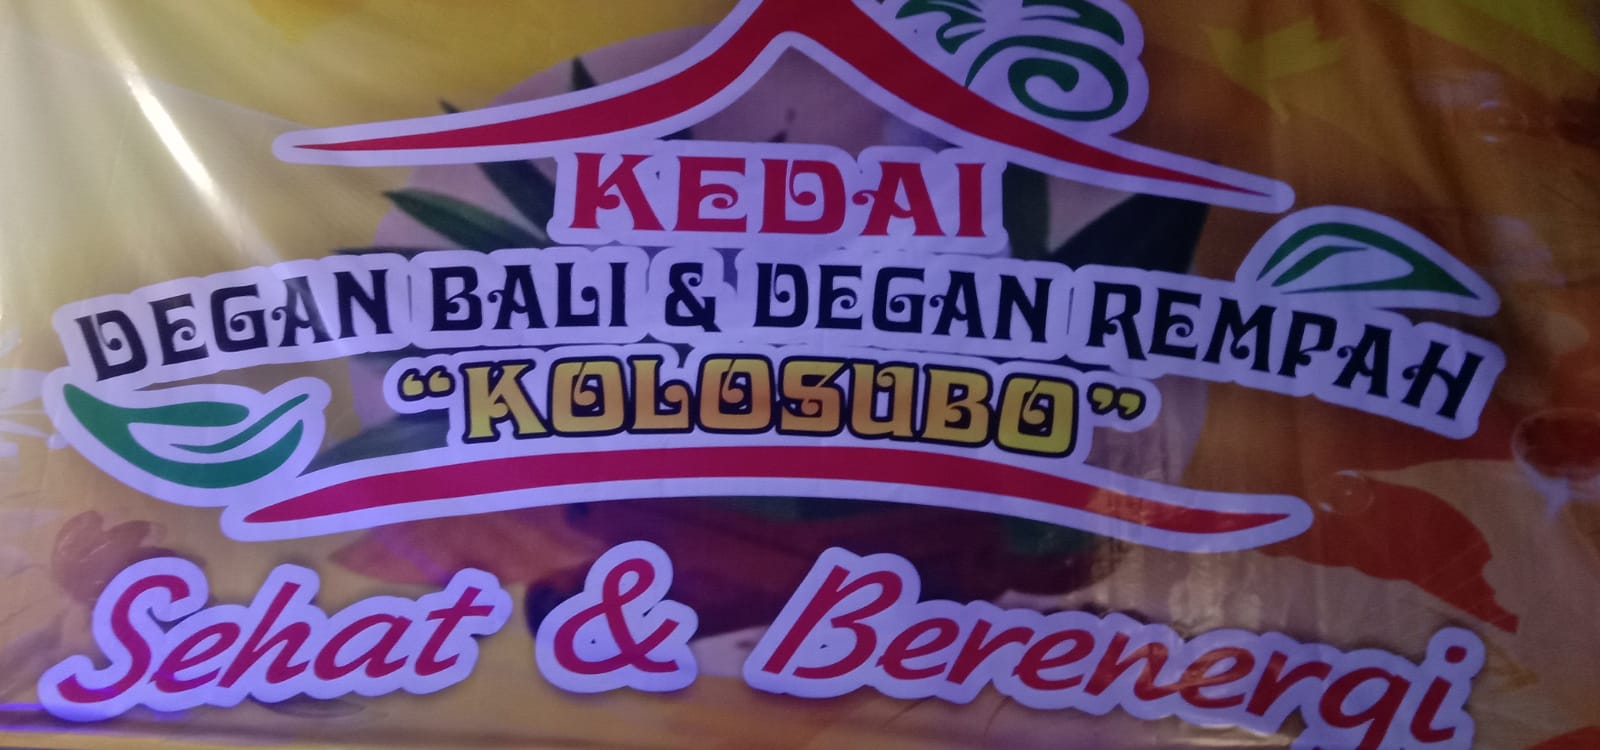 KEDAI
DEGAN BALI & DEGAN REMPAH
“KOLOSUBO”
Sehat & Berenergi